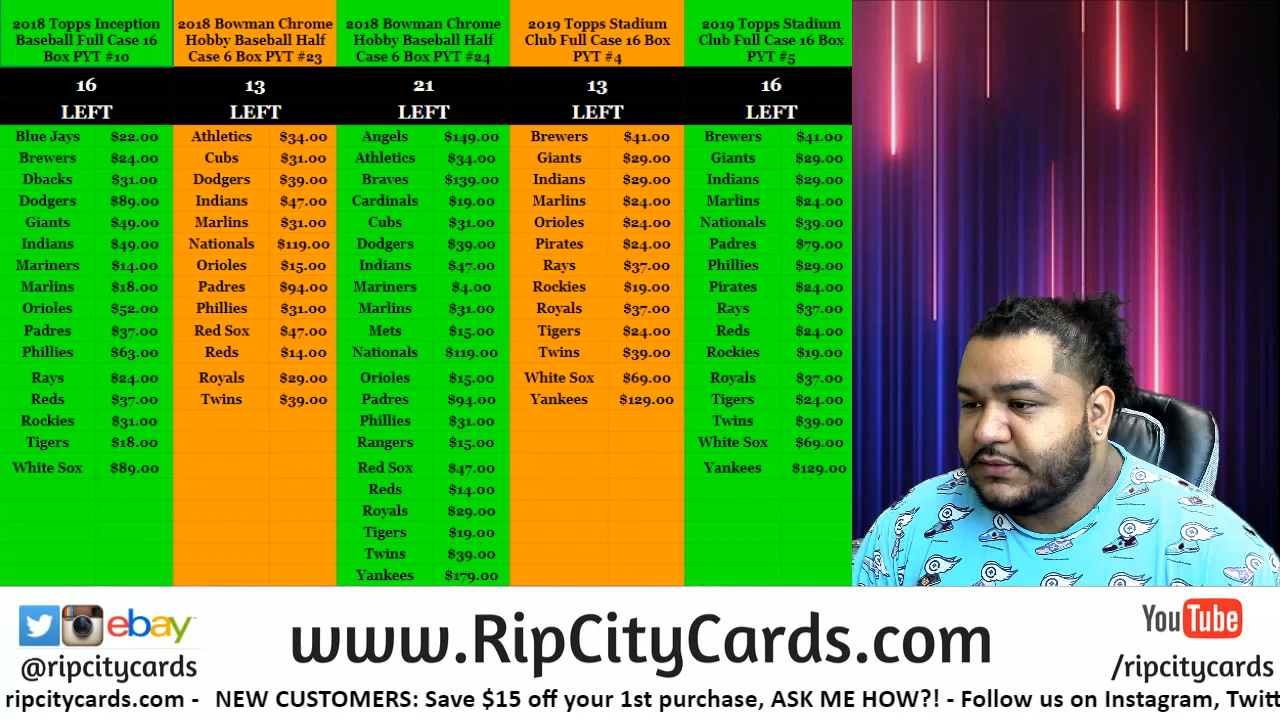 2018 Topps Inception
Baseball Full Case 16
Box PYT #10
16
LEFT
Blue Jays $22.00
Brewers $24.00
Dbacks $31.00
Dodgers $89.00
Giants $49.00
Indians $49.00
Mariners $14.00
Marlins $18.00
Orioles $52.00
Padres $37.00
Phillies $63.00
Rays $24.00
Reds $37.00
Rockies $31.00
Tigers $18.00
White Sox $89.00
2018 Bowman Chrome
Hobby Baseball Half
Case 6 Box PYT #23
13
LEFT
Athletics $34.00
Cubs $31.00
Dodgers $39.00
Indians $47.00
Marlins $31.00
Nationals $119.00
Orioles $15.00
Padres $94.00
Phillies $31.00
Red Sox $47.00
Reds $14.00
Royals $29.00
Twins $39.00
2018 Bowman Chrome
Hobby Baseball Half
Case 6 Box PYT #24
21
LEFT
Angels $149.00
Athletics $34.00
Braves $139.00
Cardinals $19.00
Cubs $31.00
Dodgers $39.00
Indians $47.00
Mariners $4.00
Marlins $31.00
Mets $15.00
Nationals $119.00
Orioles $15.00
Padres $94.00
Phillies $31.00
Rangers $15.00
Red Sox $47.00
Reds $14.00
Royals $29.00
Tigers $19.00
Twins $39.00
Yankees $179.00
2019 Topps Stadium
Club Full Case 16 Box
PYT #4
13
LEFT
Brewers $41.00
Giants $29.00
Indians $29.00
Marlins $24.00
Orioles $24.00
Pirates $24.00
Rays $37.00
Rockies $19.00
Royals $37.00
Tigers $24.00
Twins $39.00
White Sox $69.00
Yankees $129.00
2019 Topps Stadium
Club Full Case 16 Box
PYT #5
16
LEFT
Brewers $41.00
Giants $29.00
Indians $29.00
Marlins $24.00
Nationals $39.00
Padres $79.00
Phillies $29.00
Pirates $24.00
Rays $37.00
Reds $24.00
Rockies $19.00
Royals $37.00
Tigers $24.00
Twins $39.00
White Sox $69.00
Yankees $129.00
ebay
@ripcitycards
www.RipCityCards.com
YouTube
/ripcitycards
ripcitycards.com - NEW CUSTOMERS: Save $15 off your 1st purchase, ASK ME HOW?! - Follow us on Instagram, Twitt